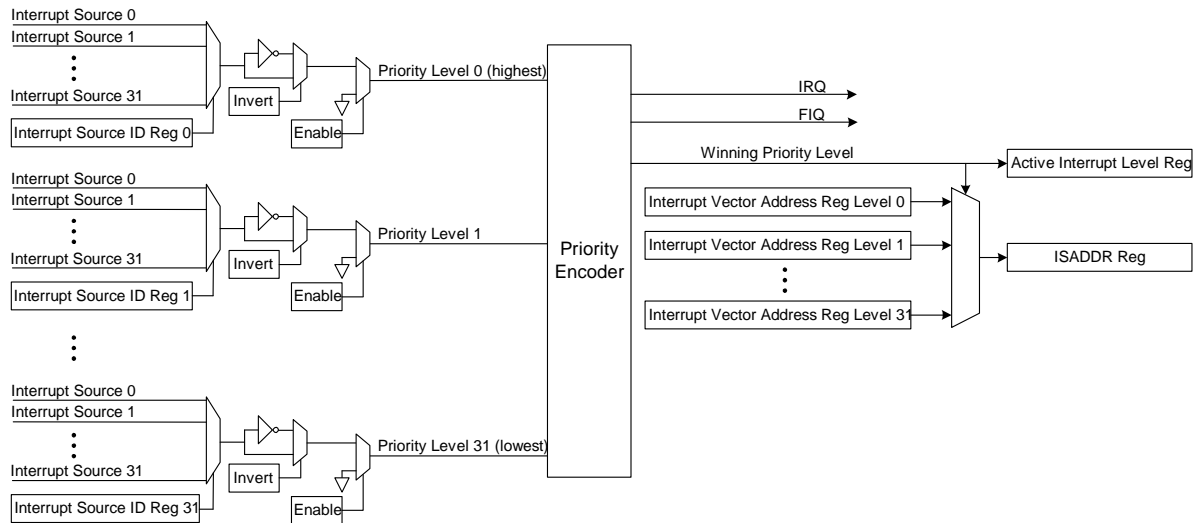 Interrupt Source 0
Interrupt Source 1
Interrupt Source 31
Interrupt Source ID Reg 0
Invert
Enable
Priority Level 0 (highest)
Interrupt Source 0
Interrupt Source 1
Interrupt Source 31
Interrupt Source ID Reg 1
Invert
Enable
Priority Level 1
Interrupt Source 0
Interrupt Source 1
Interrupt Source 31
Interrupt Source ID Reg 31
Invert
Enable
Priority Level 31 (lowest)
Priority
Encoder
IRQ
FIQ
Winning Priority Level
Active Interrupt Level Reg
Interrupt Vector Address Reg Level 0
Interrupt Vector Address Reg Level 1
Interrupt Vector Address Reg Level 31
ISADDR Reg